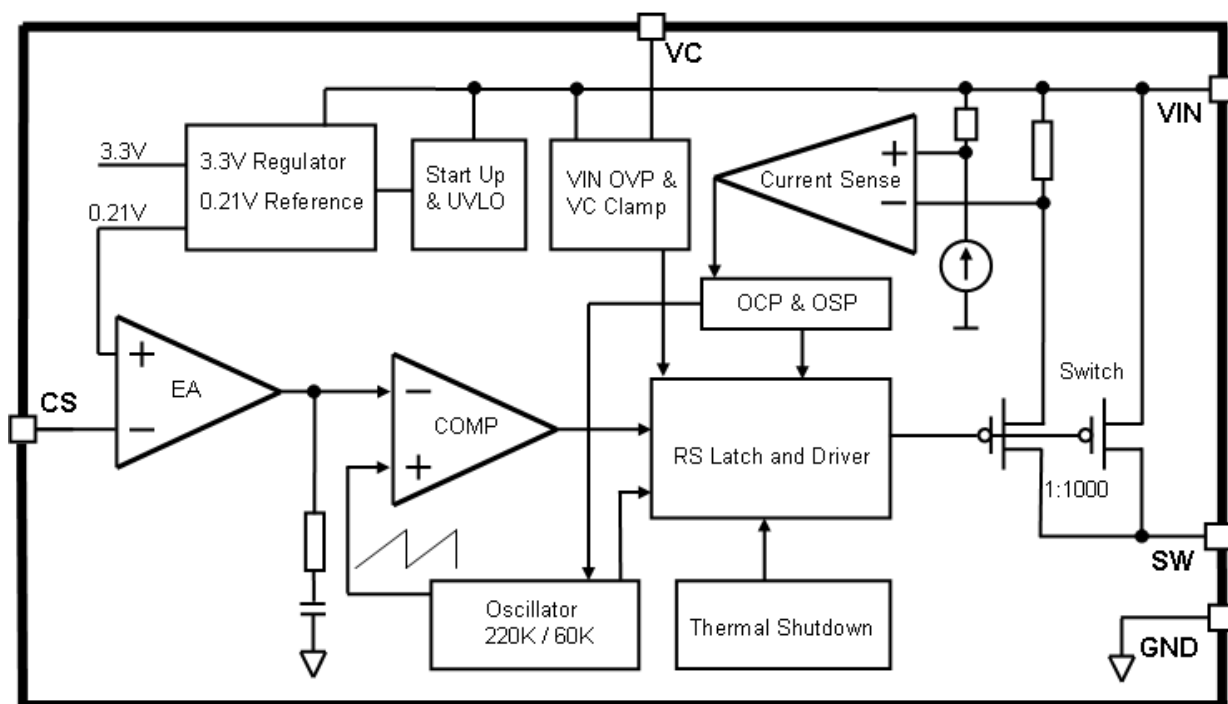 VC
VIN
3.3V
3.3V Regulator
0.21V Reference
0.21V
Start Up
& UVLO
VIN OVP &
VC Clamp
+
Current Sense
−
OCP & OSP
Switch
CS
+
EA
−
−
COMP
+
RS Latch and Driver
1:1000
SW
Oscillator
220K / 60K
Thermal Shutdown
GND